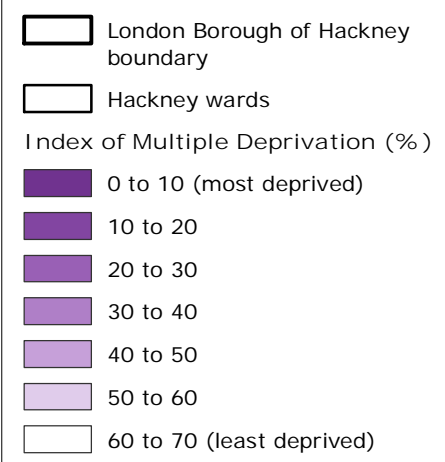 London Borough of Hackney
boundary
Hackney wards
Index of Multiple Deprivation (%)
0 to 10 (most deprived)
10 to 20
20 to 30
30 to 40
40 to 50
50 to 60
60 to 70 (least deprived)